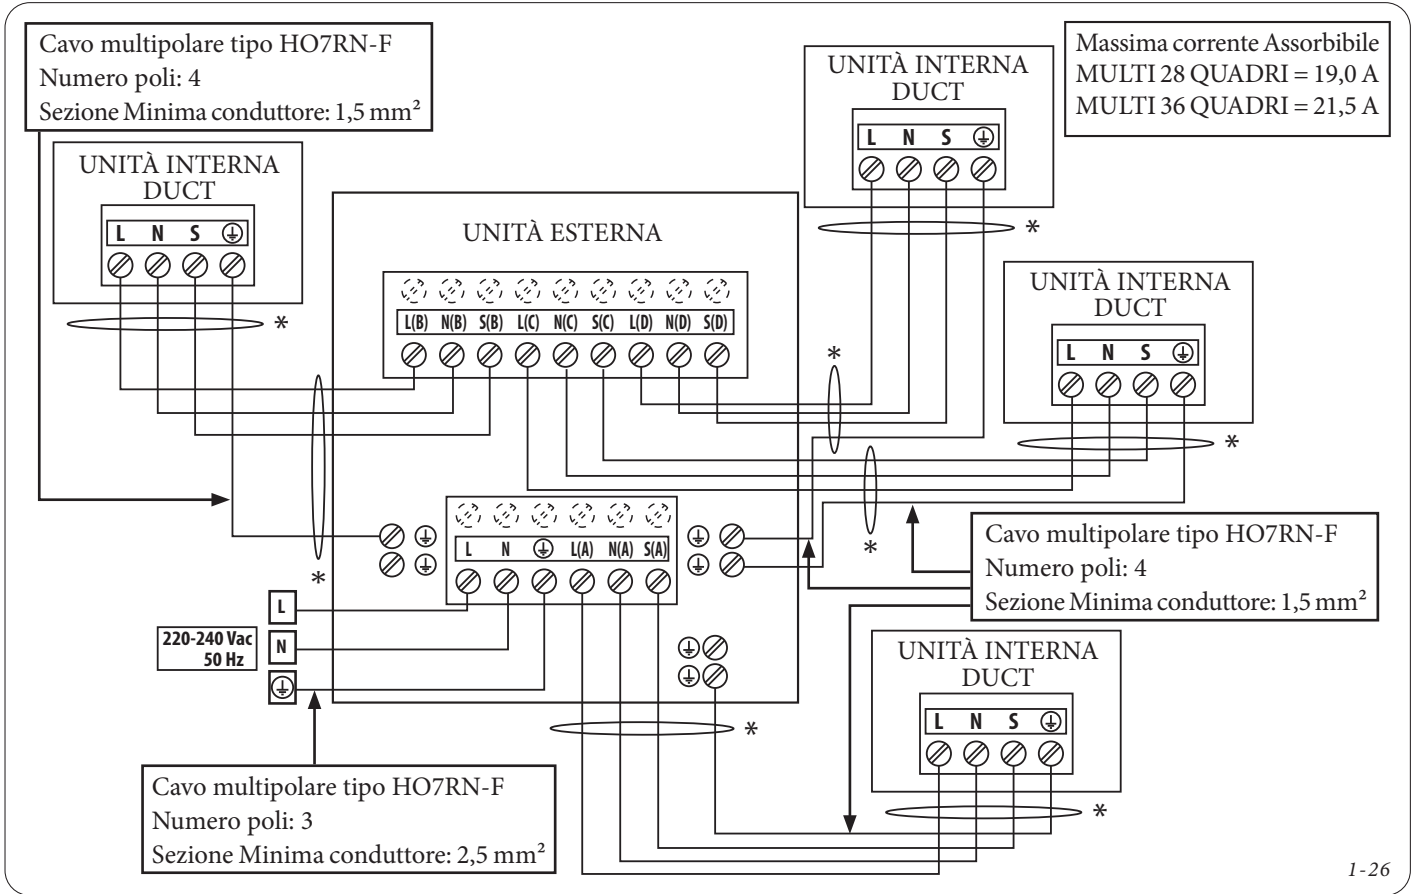 Cavo multipolare tipo HO7RN-F
Numero poli: 4
Sezione Minima conduttore: 1,5 mm²
UNITÀ INTERNA
DUCT
L N S
*
UNITÀ ESTERNA
L(B) N(B) S(B) L(C) N(C) S(C) L(D) N(D) S(D)
*
L N L(A) N(A) S(A)
L
220-240 Vac
50 Hz
N
*
Cavo multipolare tipo HO7RN-F
Numero poli: 3
Sezione Minima conduttore: 2,5 mm²
UNITÀ INTERNA
DUCT
L N S
*
Massima corrente Assorbibile
MULTI 28 QUADRI = 19,0 A
MULTI 36 QUADRI = 21,5 A
*
UNITÀ INTERNA
DUCT
L N S
*
*
Cavo multipolare tipo HO7RN-F
Numero poli: 4
Sezione Minima conduttore: 1,5 mm²
UNITÀ INTERNA
DUCT
L N S
*
1-26